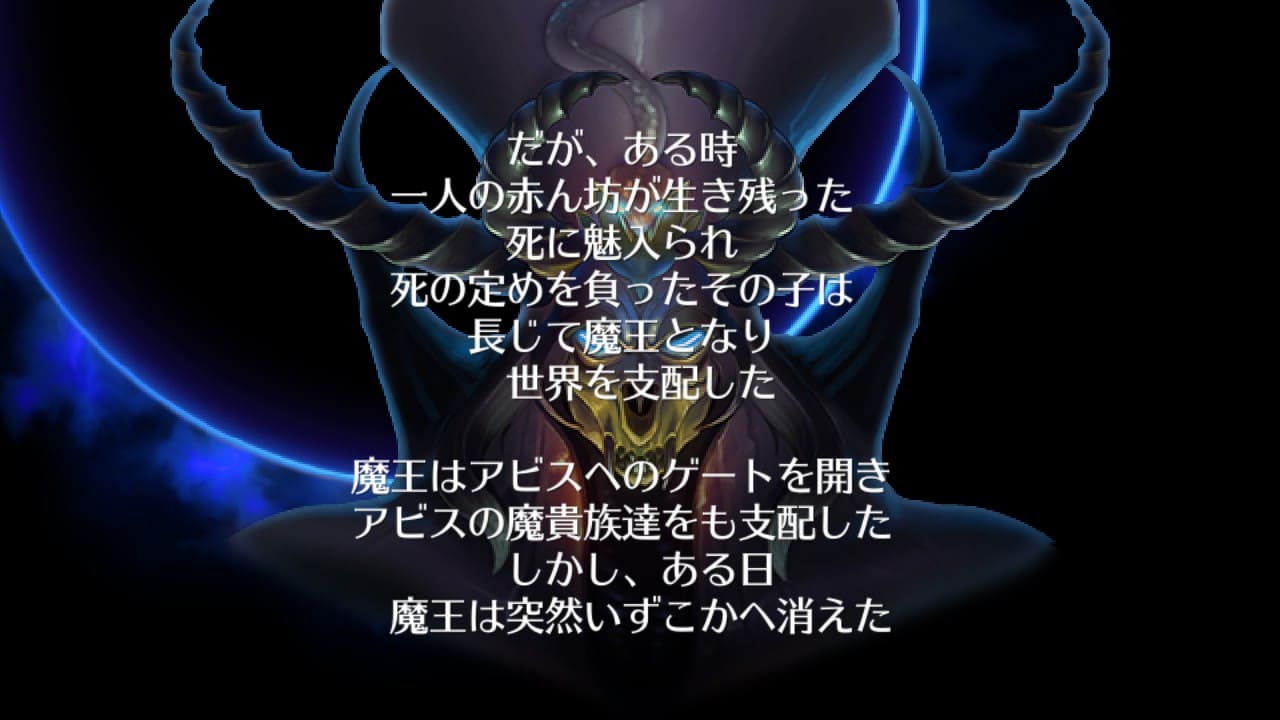 だが、ある時
一人の赤ん坊が生き残った
死に魅入られ
死の定めを負ったその子は
長じて魔王となり
世界を支配した
魔王はアビスへのゲートを開き
アビスの魔貴族達をも支配した
しかし、ある日
魔王は突然いずこかへ消えた